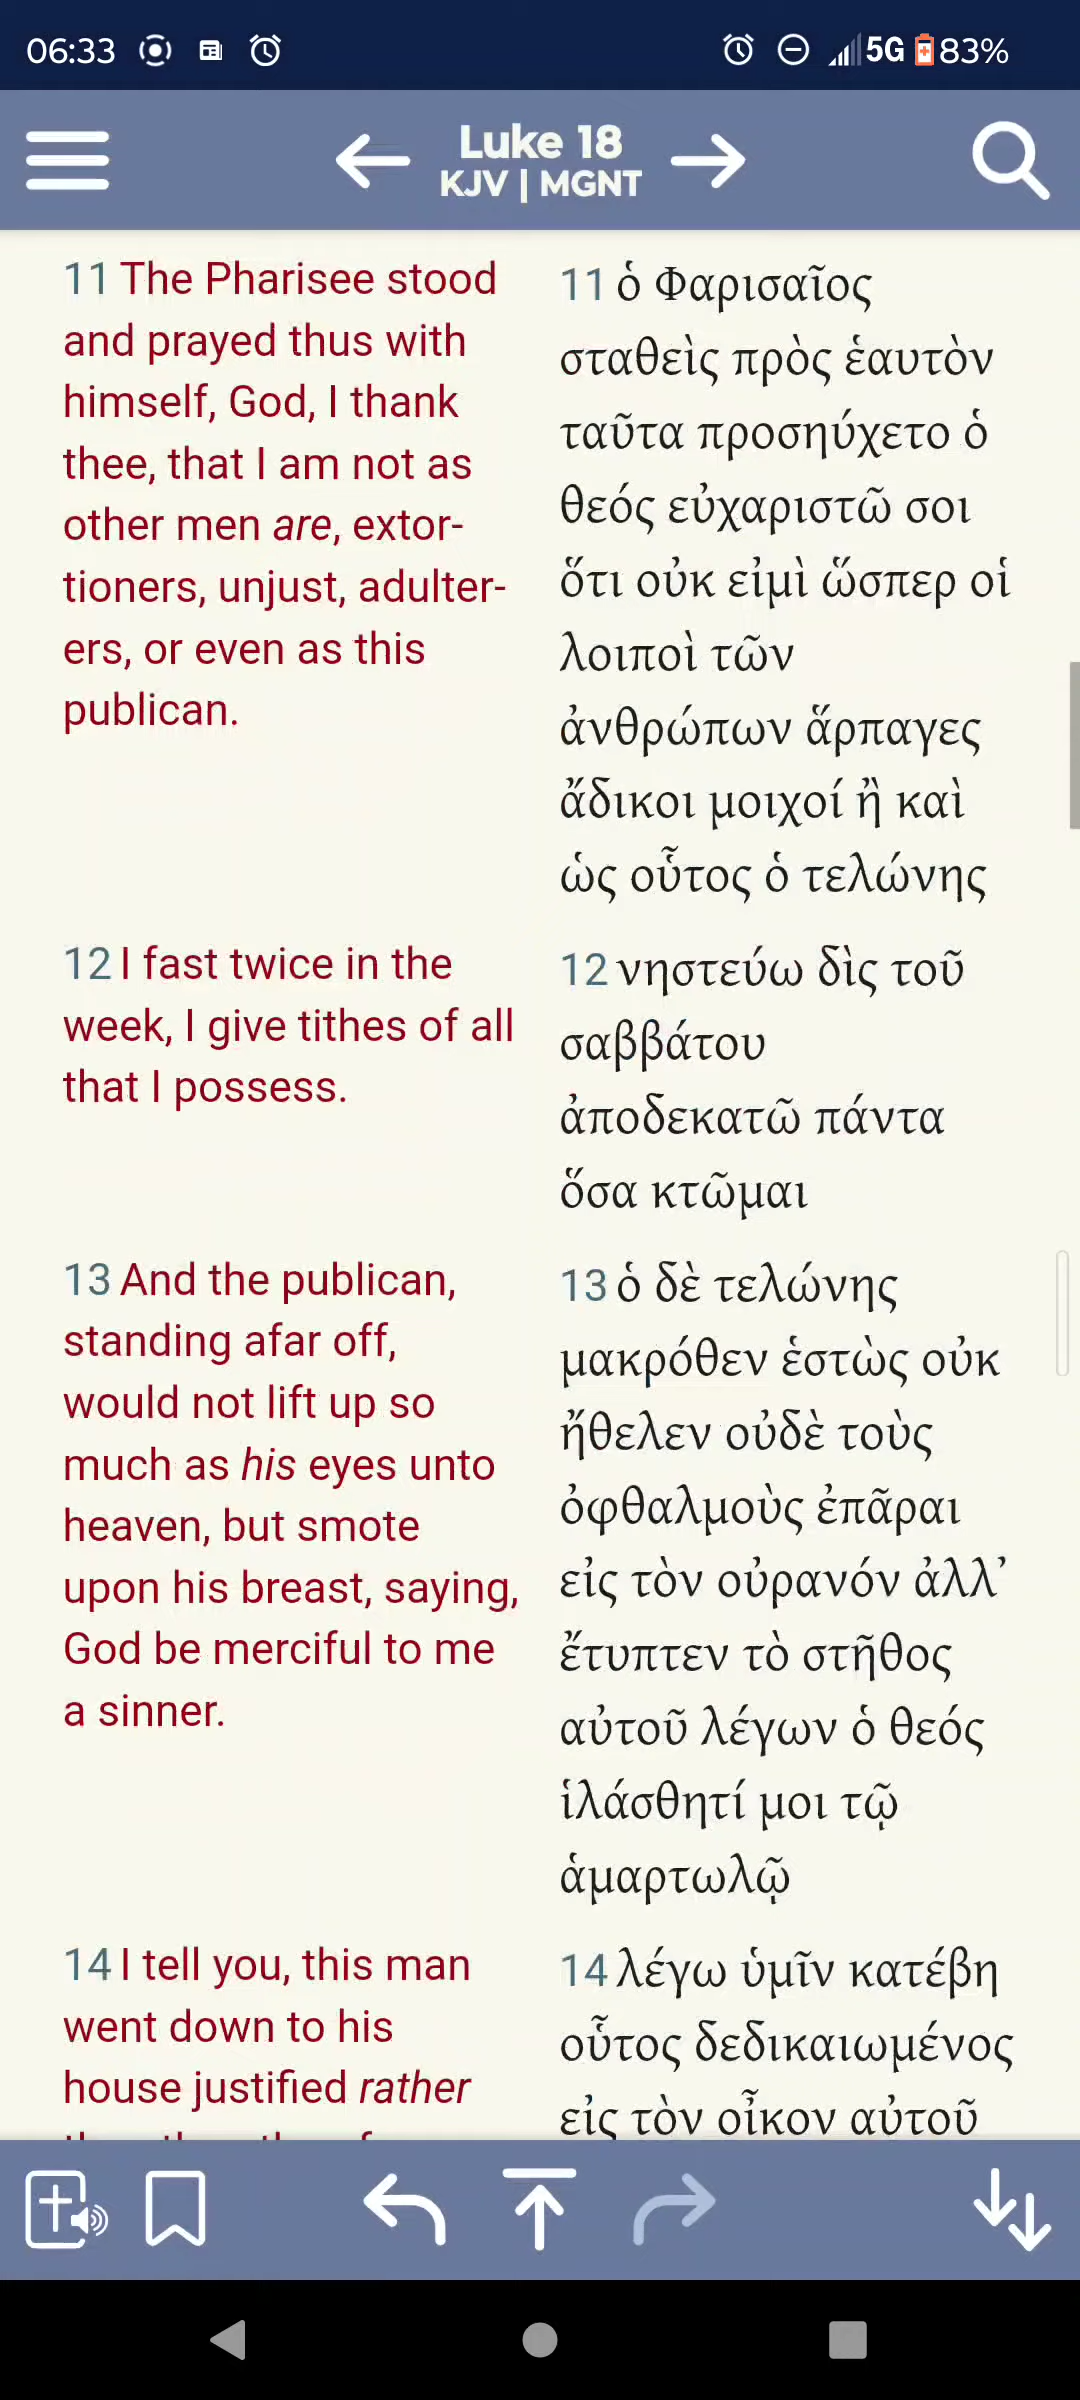 06:33
5G 83%
Luke 18
KJV | MGNT
11 The Pharisee stood
and prayed thus with
himself, God, I thank
thee, that I am not as
other men are, extor-
tioners, unjust, adulter-
ers, or even as this
publican.
11 ὁ Φαρισαῖος
σταθεὶς πρὸς ἑαυτὸν
ταῦτα προσηύχετο ὁ
θεός εὐχαριστῶ σοι
ὅτι οὐκ εἰμὶ ὥσπερ οἱ
λοιποὶ τῶν
ἀνθρώπων ἅρπαγες
ἄδικοι μοιχοί ἢ καὶ
ὡς οὗτος ὁ τελώνης
12 I fast twice in the
week, I give tithes of all
that I possess.
12 νηστεύω δὶς τοῦ
σαββάτου
ἀποδεκατῶ πάντα
ὅσα κτῶμαι
13 And the publican,
standing afar off,
would not lift up so
much as his eyes unto
heaven, but smote
upon his breast, saying,
God be merciful to me
a sinner.
13 ὁ δὲ τελώνης
μακρόθεν ἑστὼς οὐκ
ἤθελεν οὐδὲ τοὺς
ὀφθαλμοὺς ἐπᾶραι
εἰς τὸν οὐρανόν ἀλλ’
ἔτυπτεν τὸ στῆθος
αὐτοῦ λέγων ὁ θεός
ἱλάσθητί μοι τῷ
ἁμαρτωλῷ
14 I tell you, this man
went down to his
house justified rather
14 λέγω ὑμῖν κατέβη
οὗτος δεδικαιωμένος
εἰς τὸν οἶκον αὐτοῦ